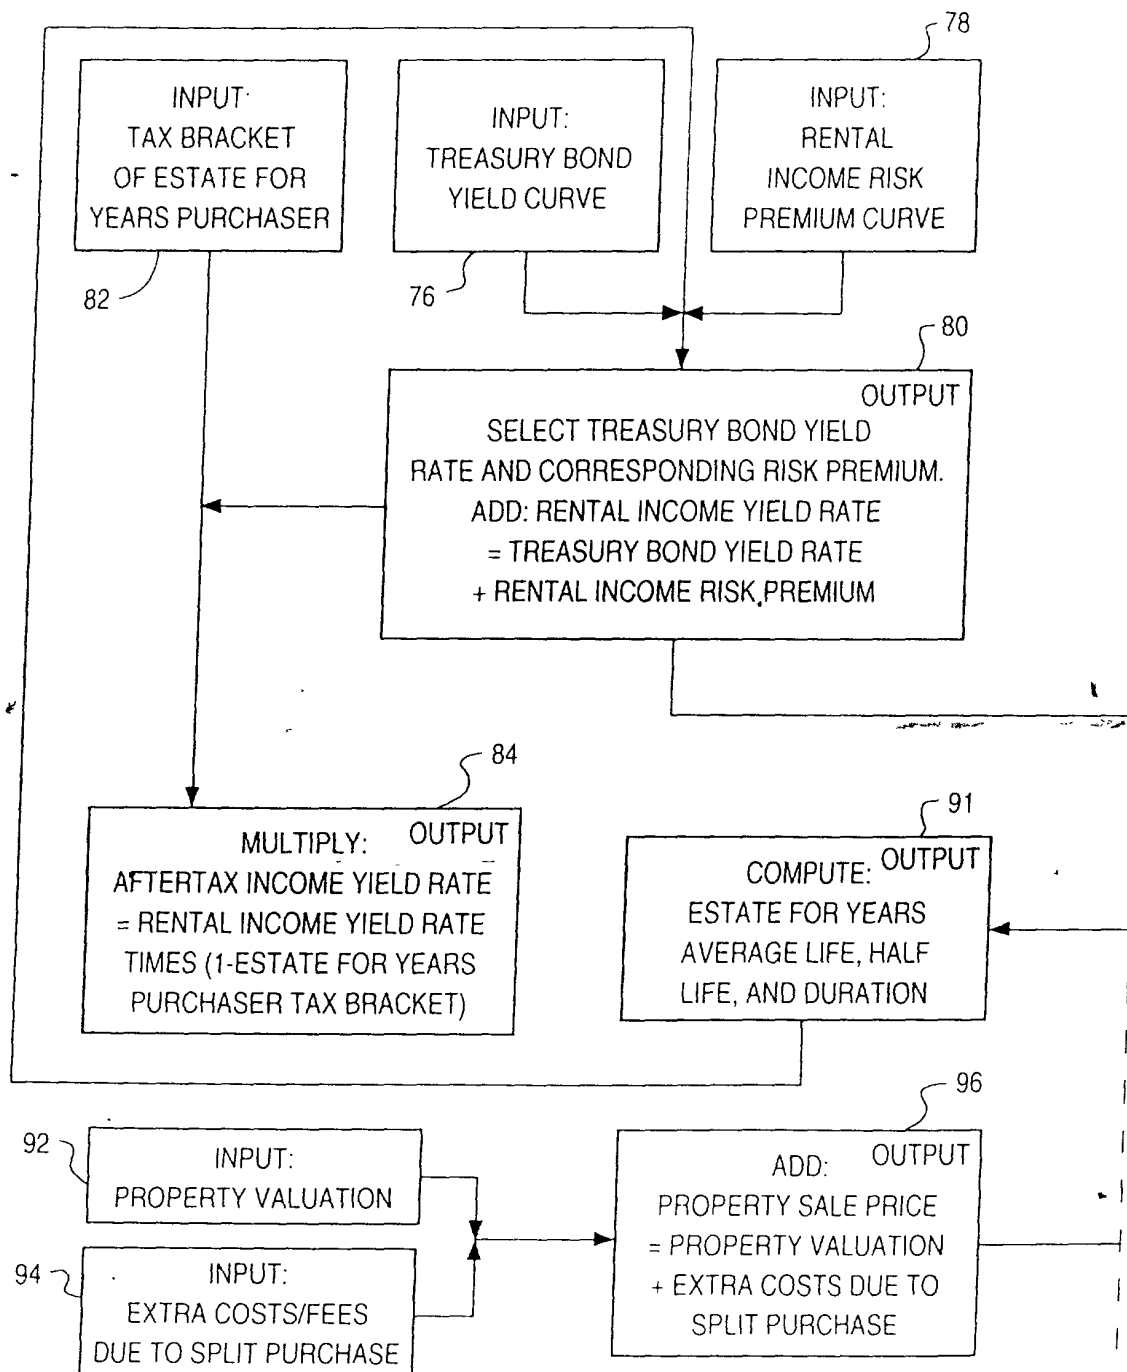 78
INPUT:
TAX BRACKET
OF ESTATE FOR
YEARS PURCHASER
82
INPUT:
TREASURY BOND
YIELD CURVE
76
INPUT:
RENTAL
INCOME RISK
PREMIUM CURVE
80
OUTPUT
SELECT TREASURY BOND YIELD
RATE AND CORRESPONDING RISK PREMIUM.
ADD: RENTAL INCOME YIELD RATE
= TREASURY BOND YIELD RATE
+ RENTAL INCOME RISK PREMIUM
84
MULTIPLY: OUTPUT
AFTERTAX INCOME YIELD RATE
= RENTAL INCOME YIELD RATE
TIMES (1-ESTATE FOR YEARS
PURCHASER TAX BRACKET)
91
COMPUTE: OUTPUT
ESTATE FOR YEARS
AVERAGE LIFE, HALF
LIFE, AND DURATION
92
INPUT:
PROPERTY VALUATION
94
INPUT:
EXTRA COSTS/FEES
DUE TO SPLIT PURCHASE
96
ADD: OUTPUT
PROPERTY SALE PRICE
= PROPERTY VALUATION
+ EXTRA COSTS DUE TO
SPLIT PURCHASE